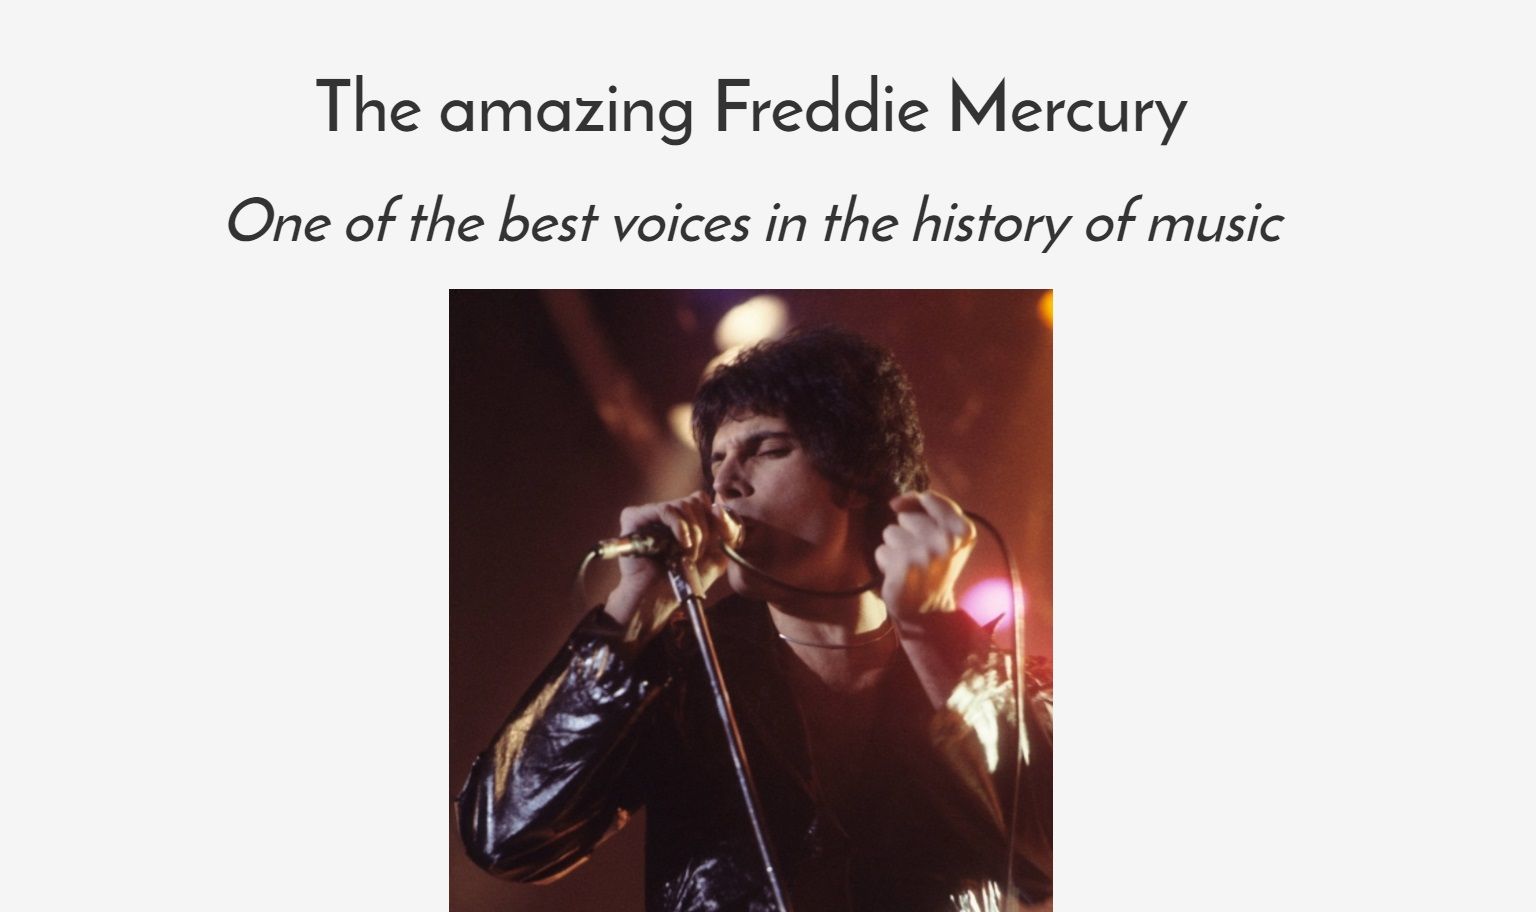 The amazing Freddie Mercury
One of the best voices in the history of music